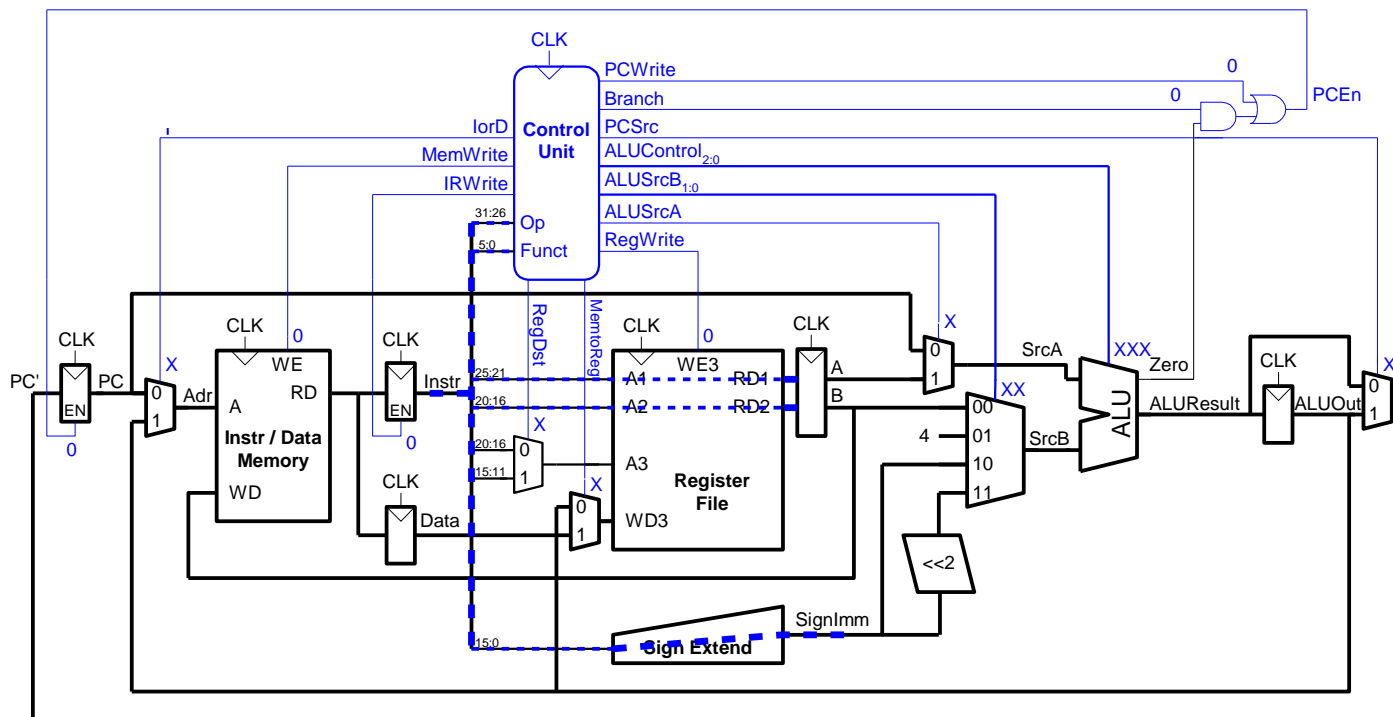 CLK
PCWrite
0
Branch
0
PCEn
IorD
Control
Unit
PCSrc
MemWrite
ALUControl2:0
IRWrite
ALUSrcB1:0
31:26
Op
ALUSrcA
5:0
Funct
RegWrite
RegDst
MemtoReg
CLK
X
CLK
0
CLK
CLK
0
CLK
X
XXX
Zero
CLK
X
PC'
PC
EN
0
0
1
Adr
WE
RD
A
Instr / Data
Memory
WD
EN
0
Instr
25:21
A1
WE3
RD1
A
20:16
A2
RD2
B
0
1
SrcA
XX
00
4
01
10
11
SrcB
ALU
ALUResult
ALUOut
0
1
X
20:16
0
15:11
1
A3
Register
File
X
CLK
Data
0
1
WD3
<<2
SignImm
15:0
Sign Extend